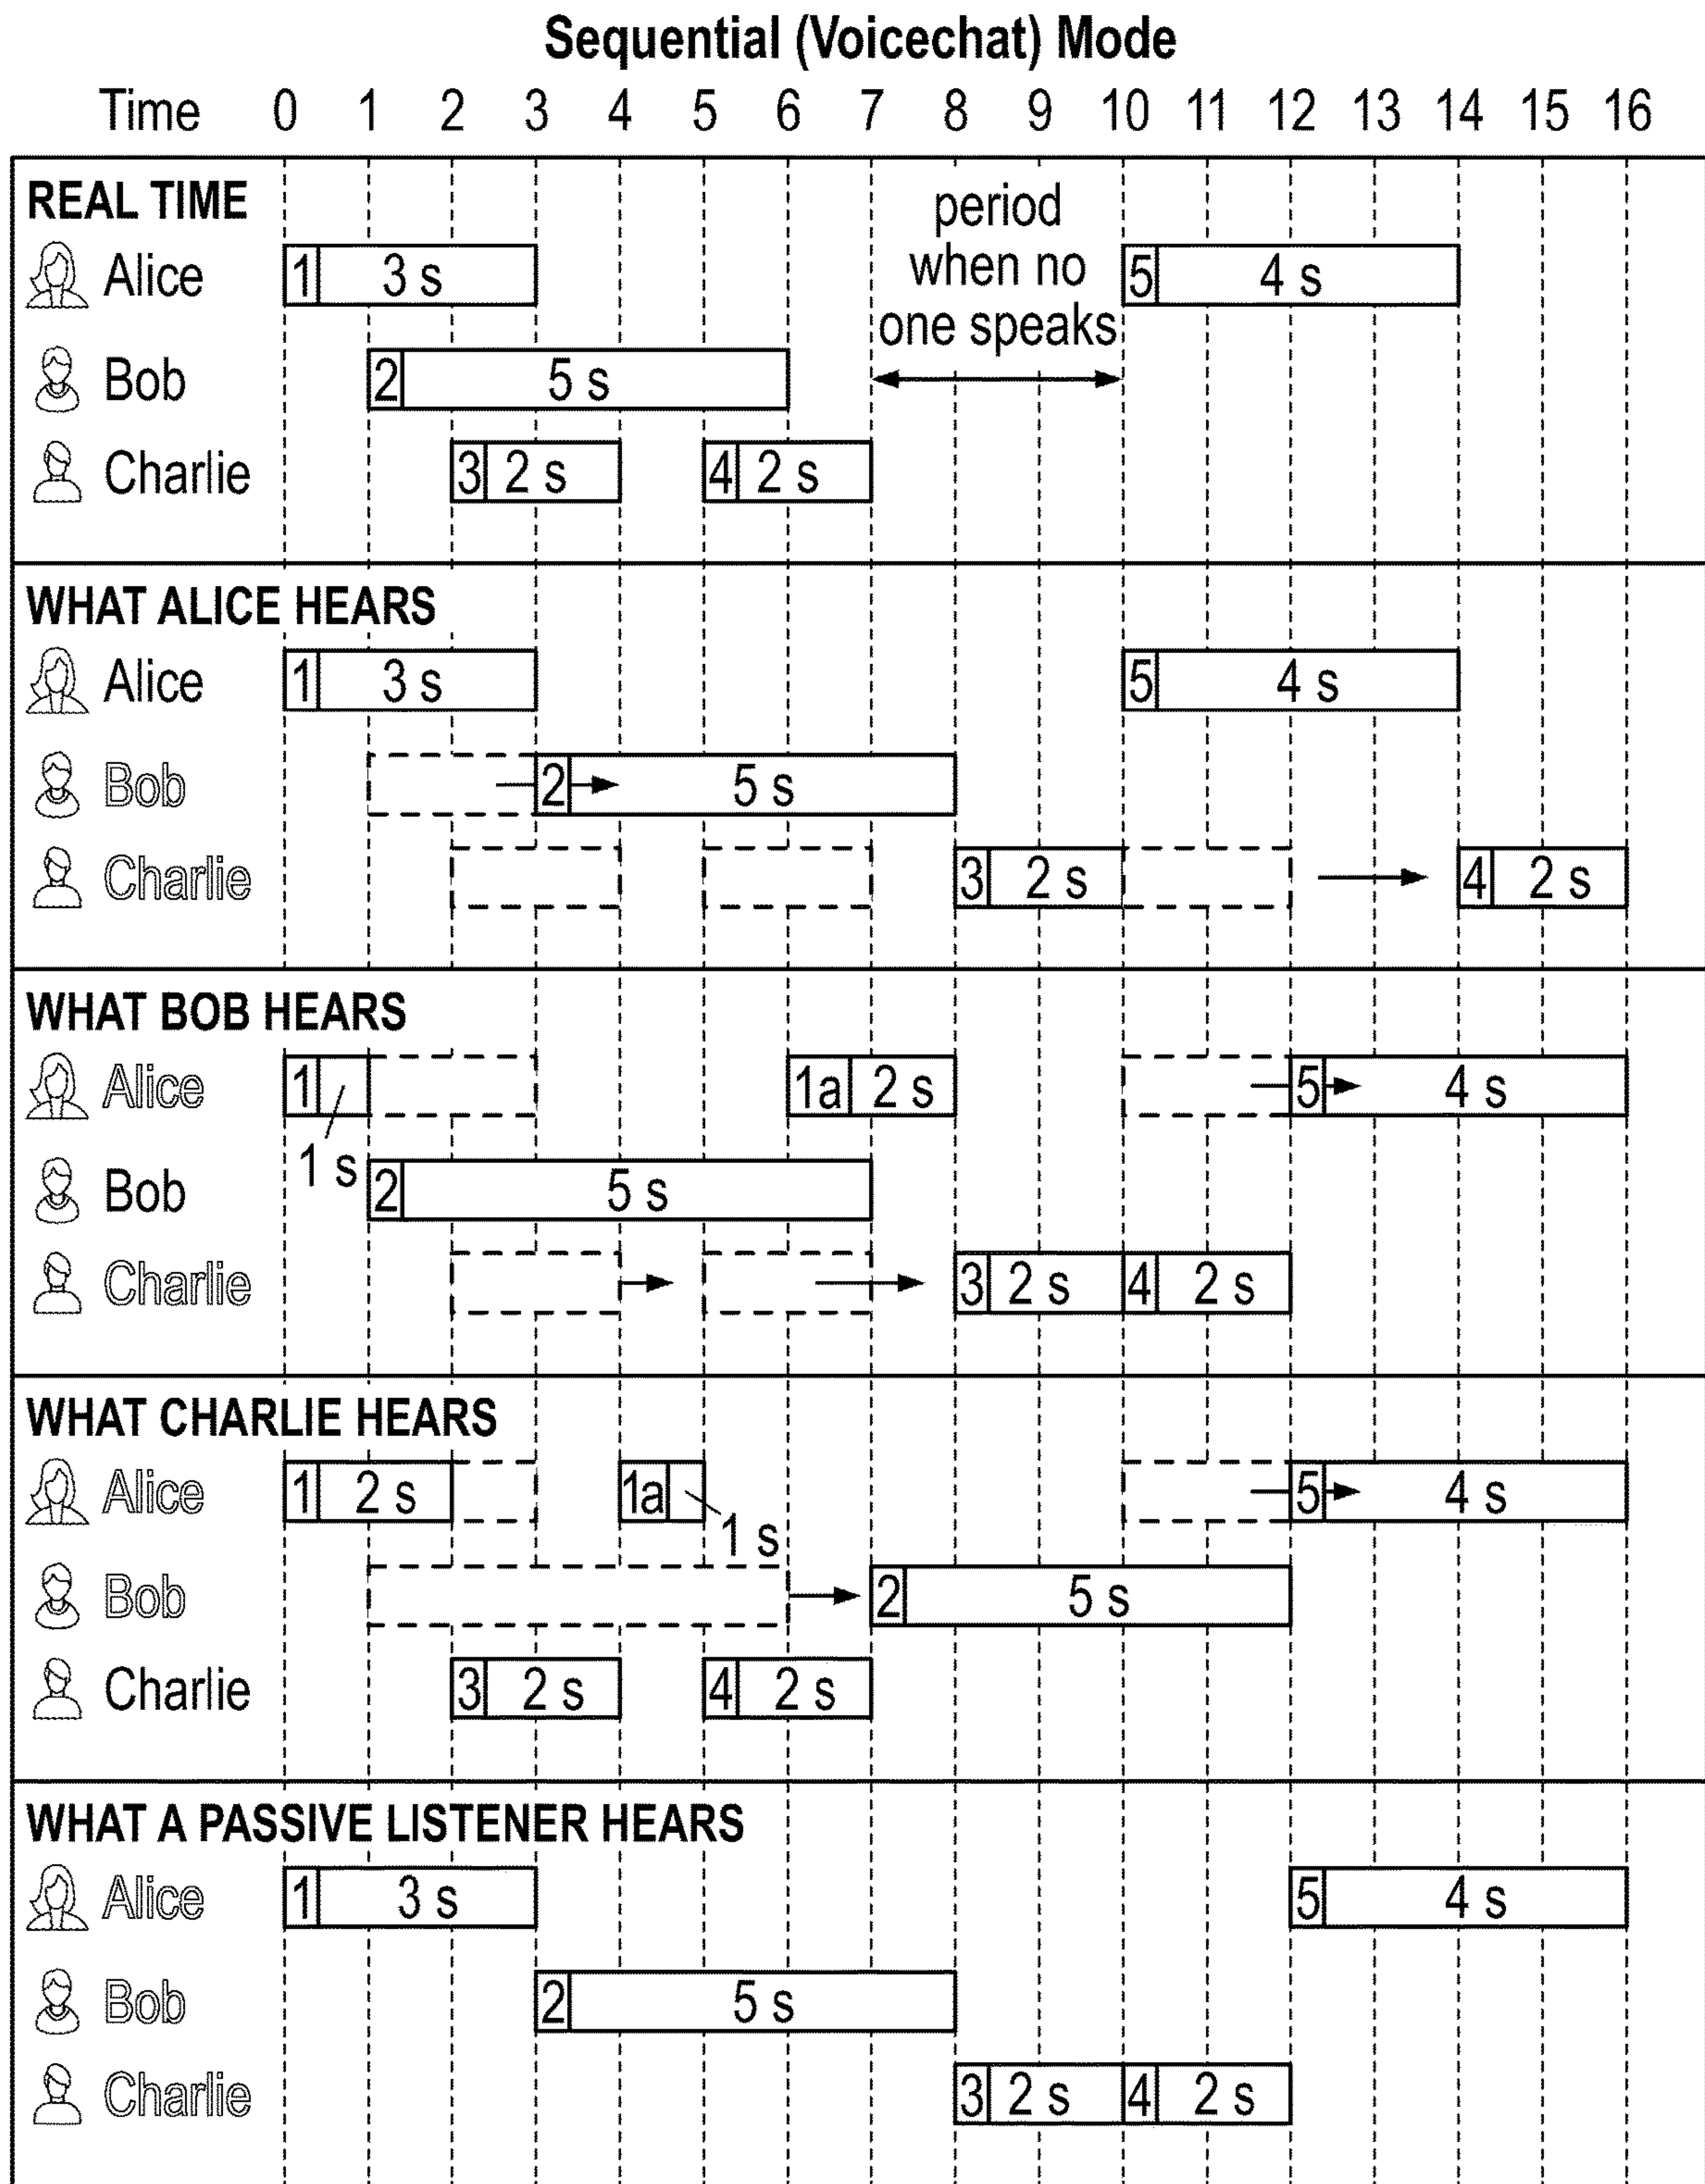 Sequential (Voicechat) Mode
Time 0 1 2 3 4 5 6 7 8 9 10 11 12 13 14 15 16
REAL TIME
period
when no
one speaks
Alice 1 3 s 5 4 s
Bob 2 5 s
Charlie 3 2 s 4 2 s
WHAT ALICE HEARS
Alice 1 3 s 5 4 s
Bob 2 5 s
Charlie 3 2 s 4 2 s
WHAT BOB HEARS
Alice 1 1a 2 s 5 4 s
1 s
Bob 2 5 s
Charlie 3 2 s 4 2 s
WHAT CHARLIE HEARS
Alice 1 2 s 1a 5 4 s
1 s
Bob 2 5 s
Charlie 3 2 s 4 2 s
WHAT A PASSIVE LISTENER HEARS
Alice 1 3 s 5 4 s
Bob 2 5 s
Charlie 3 2 s 4 2 s